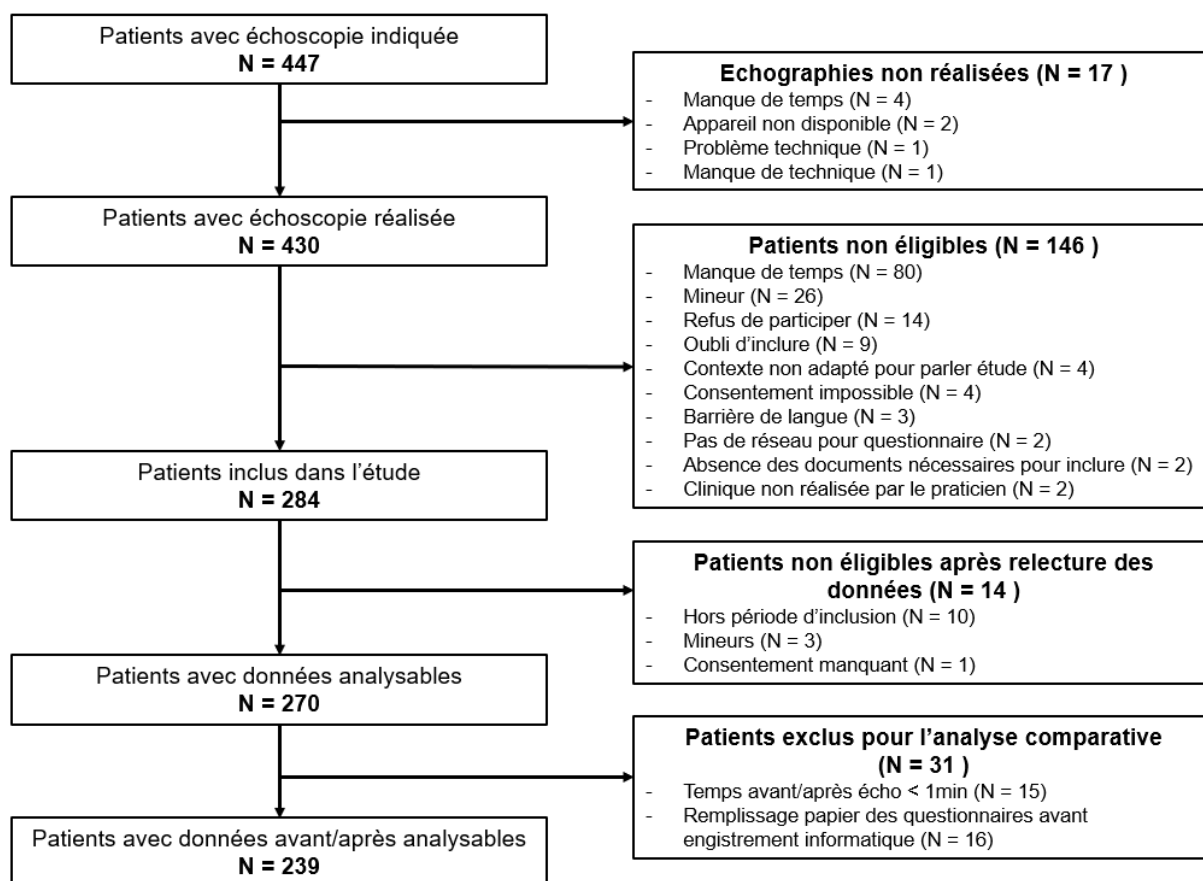 Patients avec échoscopie indiquée
N = 447
Echographies non réalisées (N = 17 )
- Manque de temps (N = 4)
- Appareil non disponible (N = 2)
- Problème technique (N = 1)
- Manque de technique (N = 1)
Patients avec échoscopie réalisée
N = 430
Patients non éligibles (N = 146 )
- Manque de temps (N = 80)
- Mineur (N = 26)
- Refus de participer (N = 14)
- Oubli d'inclure (N = 9)
- Contexte non adapté pour parler étude (N = 4)
- Consentement impossible (N = 4)
- Barrière de langue (N = 3)
- Pas de réseau pour questionnaire (N = 2)
- Absence des documents nécessaires pour inclure (N = 2)
- Clinique non réalisée par le praticien (N = 2)
Patients inclus dans l'étude
N = 284
Patients non éligibles après relecture des
données (N = 14 )
- Hors période d'inclusion (N = 10)
- Mineurs (N = 3)
- Consentement manquant (N = 1)
Patients avec données analysables
N = 270
Patients exclus pour l'analyse comparative
(N = 31 )
- Temps avant/après écho < 1min (N = 15)
- Remplissage papier des questionnaires avant
engistrement informatique (N = 16)
Patients avec données avant/après analysables
N = 239